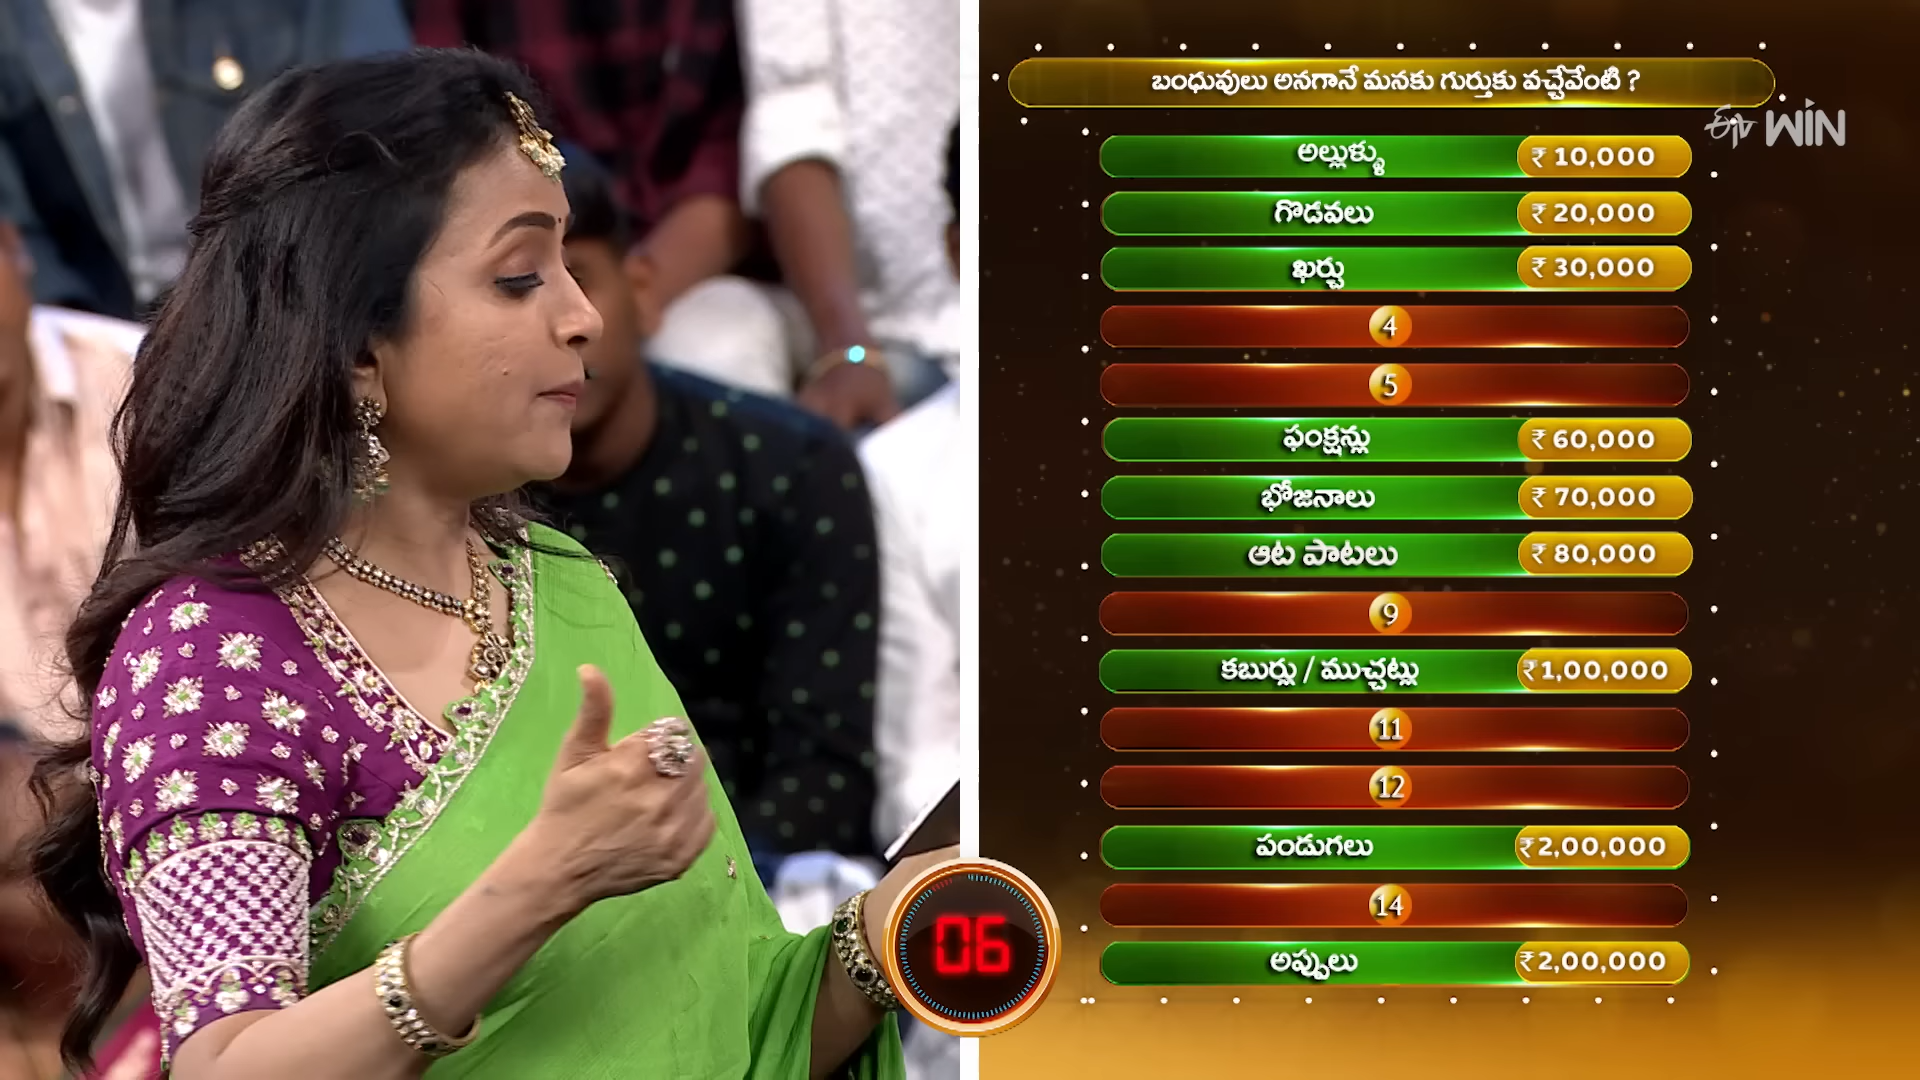 బంధువులు అనగానే మనకు గుర్తుకు వచ్చేవేంటి ?
ఈటీవీ WIN
అల్లుళ్ళు ₹ 10,000
గొడవలు ₹ 20,000
ఖర్చు ₹ 30,000
4
5
ఫంక్షన్లు ₹ 60,000
భోజనాలు ₹ 70,000
ఆట పాటలు ₹ 80,000
9
కబుర్లు / ముచ్చట్లు ₹1,00,000
11
12
పండుగలు ₹2,00,000
14
అప్పులు ₹2,00,000
06